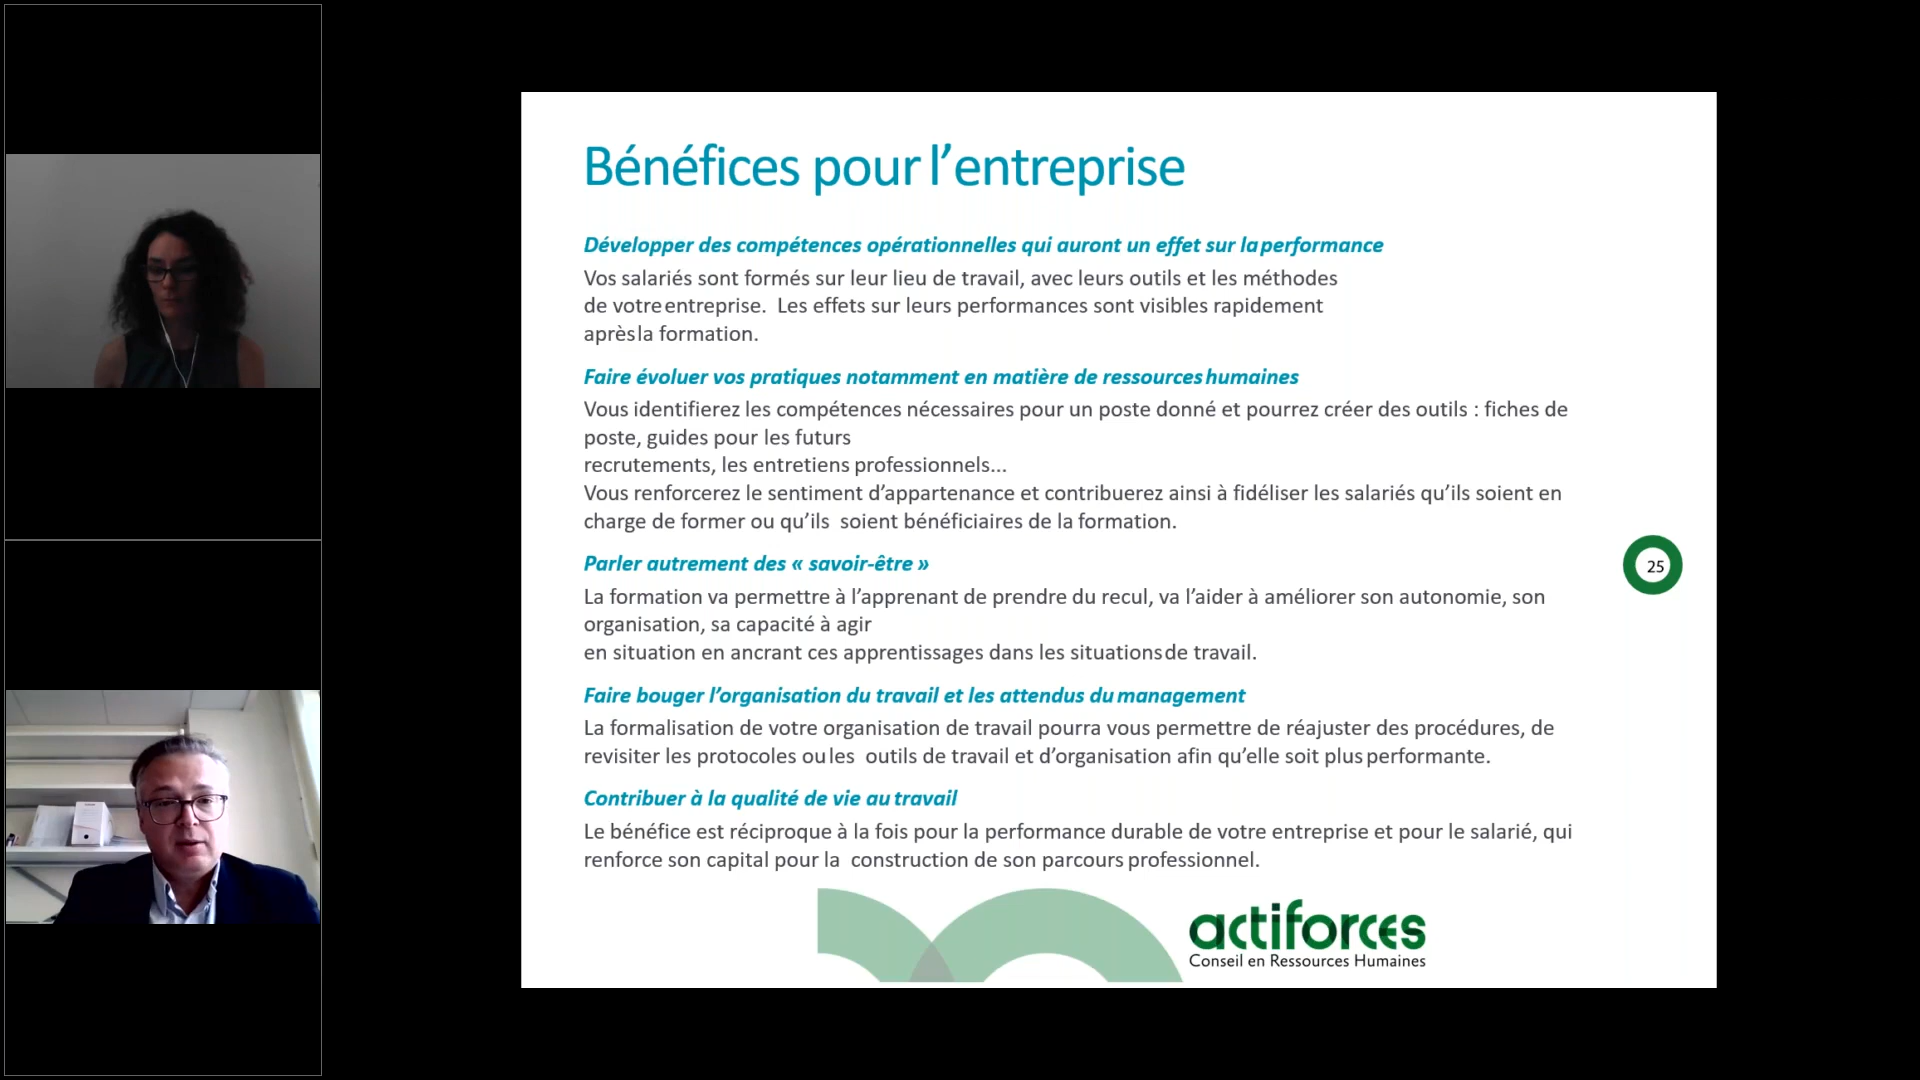 Bénéfices pour l’entreprise
Développer des compétences opérationnelles qui auront un effet sur la performance
Vos salariés sont formés sur leur lieu de travail, avec leurs outils et les méthodes
de votre entreprise. Les effets sur leurs performances sont visibles rapidement
après la formation.
Faire évoluer vos pratiques notamment en matière de ressources humaines
Vous identifierez les compétences nécessaires pour un poste donné et pourrez créer des outils : fiches de
poste, guides pour les futurs
recrutements, les entretiens professionnels...
Vous renforcerez le sentiment d’appartenance et contribuerez ainsi à fidéliser les salariés qu’ils soient en
charge de former ou qu’ils soient bénéficiaires de la formation.
Parler autrement des « savoir-être »
La formation va permettre à l’apprenant de prendre du recul, va l’aider à améliorer son autonomie, son
organisation, sa capacité à agir
en situation en ancrant ces apprentissages dans les situations de travail.
Faire bouger l’organisation du travail et les attendus du management
La formalisation de votre organisation de travail pourra vous permettre de réajuster des procédures, de
revisiter les protocoles ou les outils de travail et d’organisation afin qu’elle soit plus performante.
Contribuer à la qualité de vie au travail
Le bénéfice est réciproque à la fois pour la performance durable de votre entreprise et pour le salarié, qui
renforce son capital pour la construction de son parcours professionnel.
25
actiforces
Conseil en Ressources Humaines